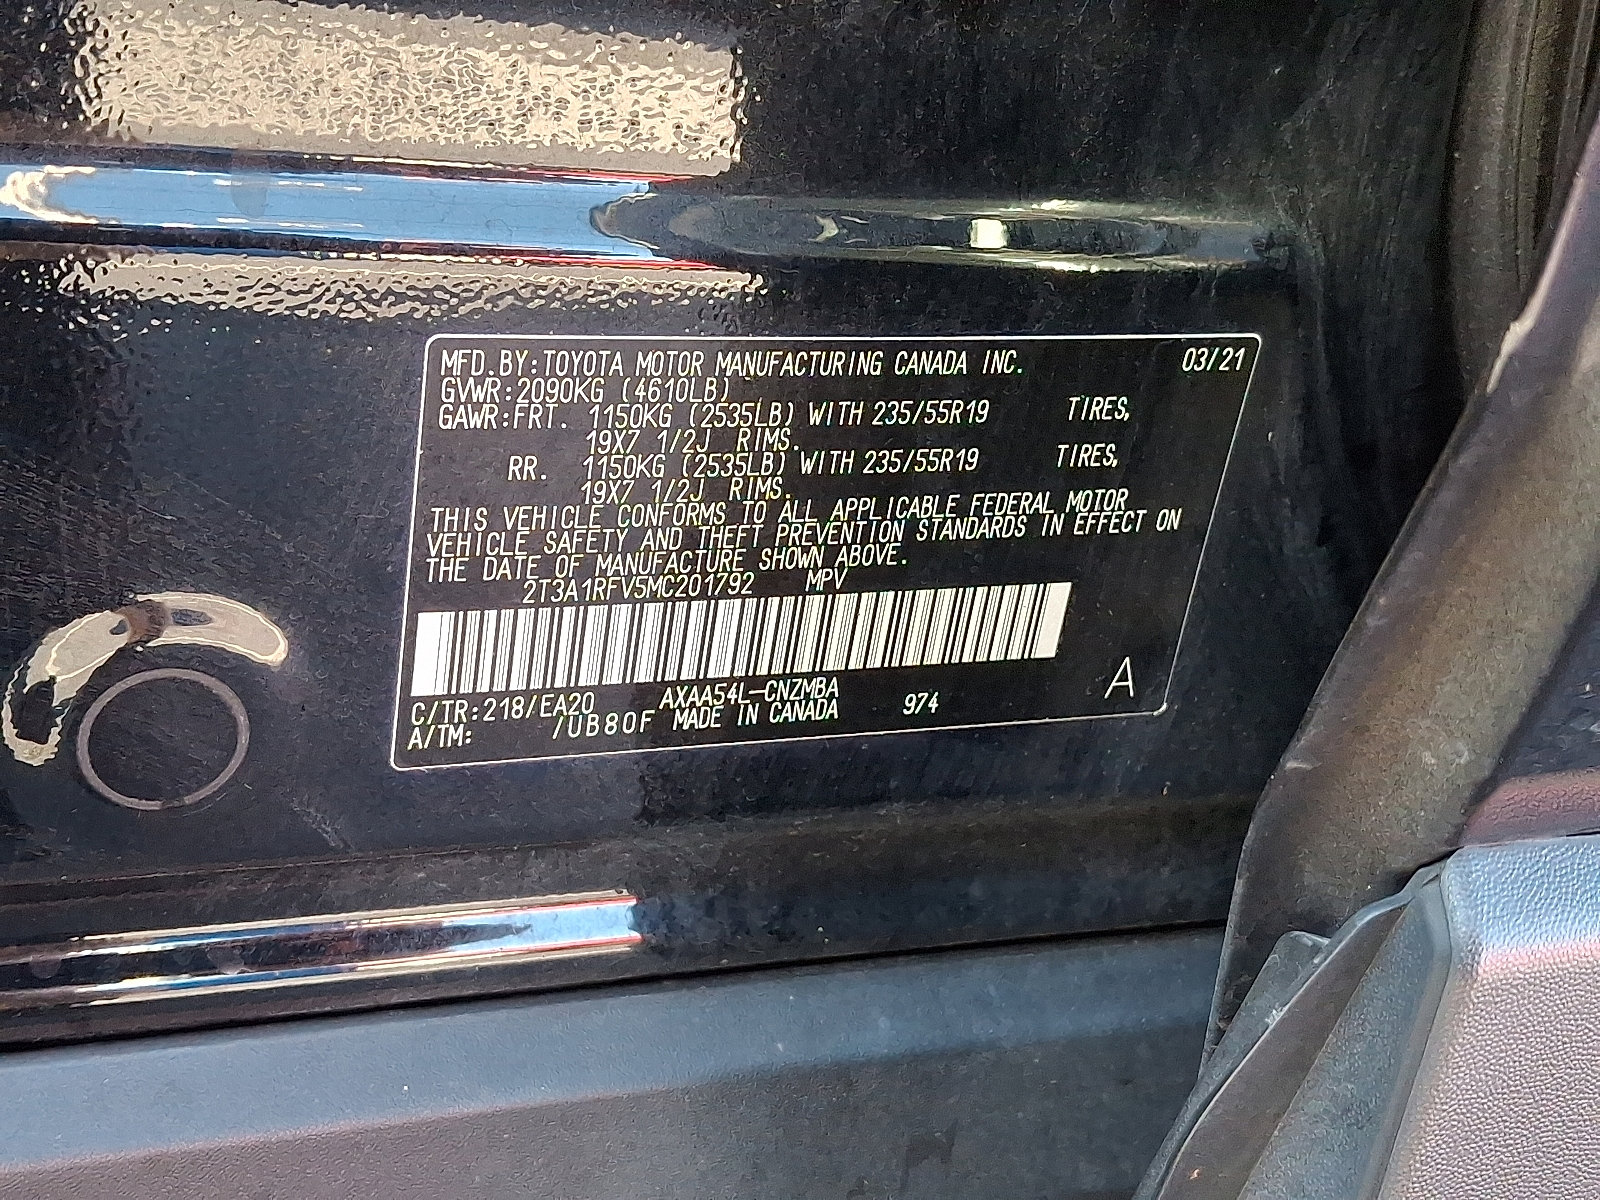 MFD.BY:TOYOTA MOTOR MANUFACTURING CANADA INC. 03/21
GVWR:2090KG (4610LB)
GAWR:FRT. 1150KG (2535LB) WITH 235/55R19 TIRES,
19X7 1/2J RIMS.
RR. 1150KG (2535LB) WITH 235/55R19 TIRES,
19X7 1/2J RIMS.
THIS VEHICLE CONFORMS TO ALL APPLICABLE FEDERAL MOTOR
VEHICLE SAFETY AND THEFT PREVENTION STANDARDS IN EFFECT ON
THE DATE OF MANUFACTURE SHOWN ABOVE.
2T3A1RFV5MC201792 MPV
C/TR:218/EA20 AXAA54L-CNZMBA 974 A
A/TM: /UB80F MADE IN CANADA